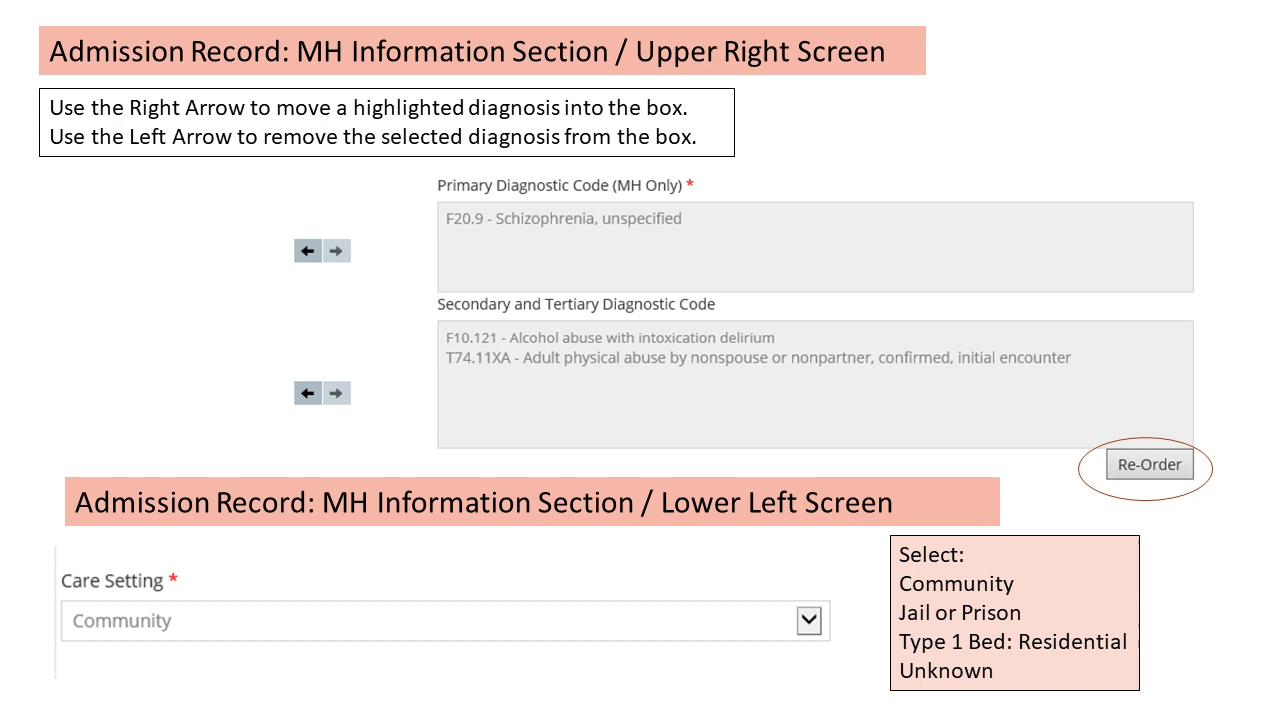 Admission Record: MH Information Section / Upper Right Screen
Use the Right Arrow to move a highlighted diagnosis into the box.
Use the Left Arrow to remove the selected diagnosis from the box.
Primary Diagnostic Code (MH Only) *
F20.9 - Schizophrenia, unspecified
Secondary and Tertiary Diagnostic Code
F10.121 - Alcohol abuse with intoxication delirium
T74.11XA - Adult physical abuse by nonspouse or nonpartner, confirmed, initial encounter
Re-Order
Admission Record: MH Information Section / Lower Left Screen
Care Setting *
Community
Select:
Community
Jail or Prison
Type 1 Bed: Residential
Unknown